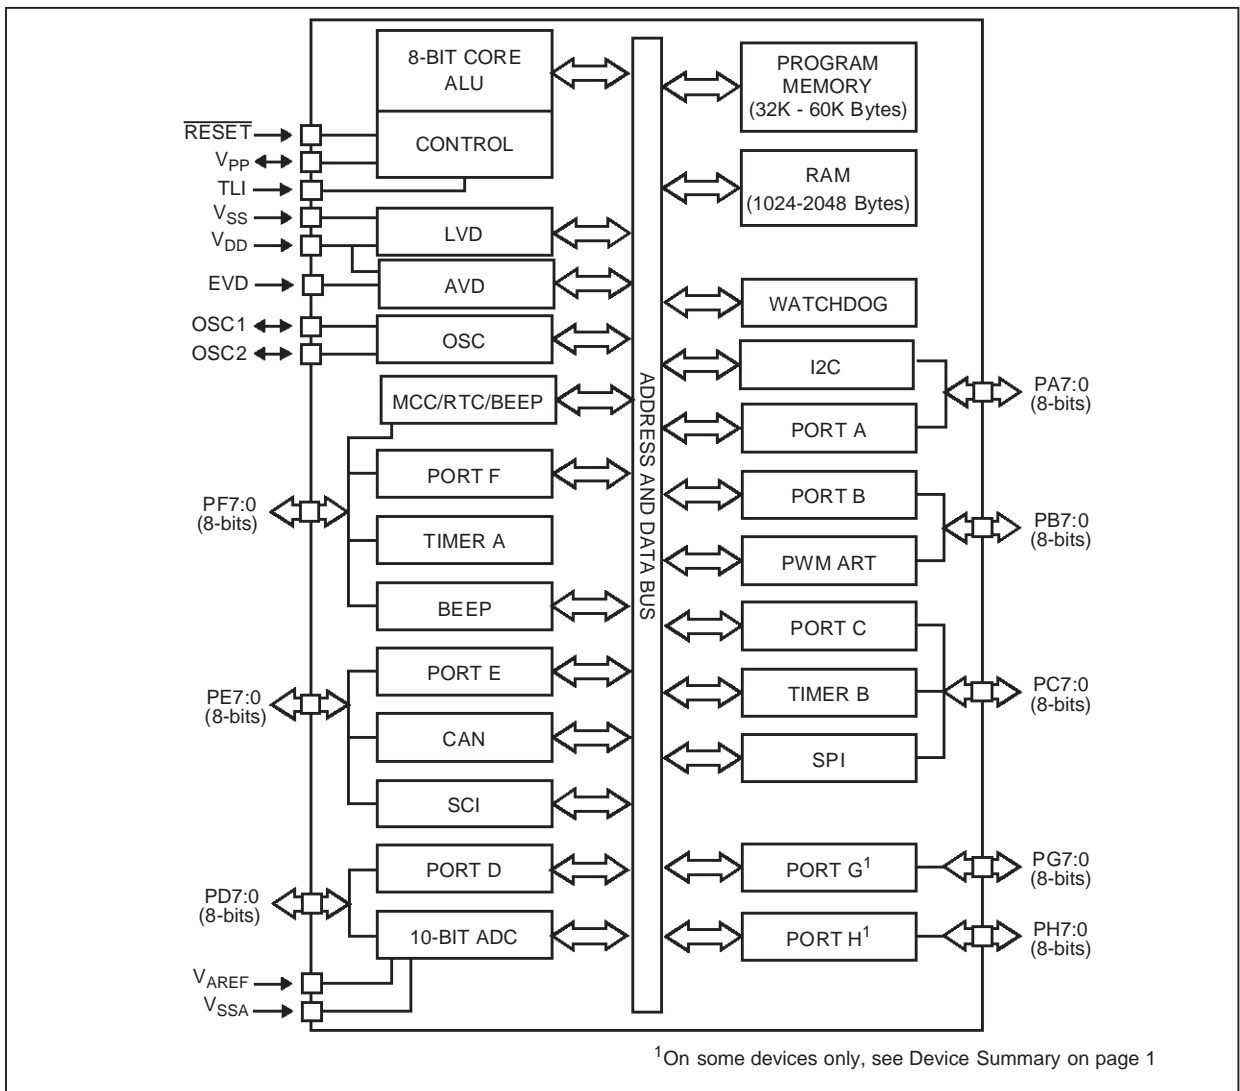 8-BIT CORE
ALU
CONTROL
RESET
VPP
TLI
VSS
VDD
EVD
LVD
AVD
OSC1
OSC2
OSC
MCC/RTC/BEEP
PORT F
TIMER A
BEEP
PF7:0
(8-bits)
PORT E
CAN
SCI
PE7:0
(8-bits)
PORT D
10-BIT ADC
PD7:0
(8-bits)
VAREF
VSSA
ADDRESS AND DATA BUS
PROGRAM
MEMORY
(32K - 60K Bytes)
RAM
(1024-2048 Bytes)
WATCHDOG
I2C
PORT A
PA7:0
(8-bits)
PORT B
PWM ART
PB7:0
(8-bits)
PORT C
TIMER B
SPI
PC7:0
(8-bits)
PORT G1
PG7:0
(8-bits)
PORT H1
PH7:0
(8-bits)
1On some devices only, see Device Summary on page 1